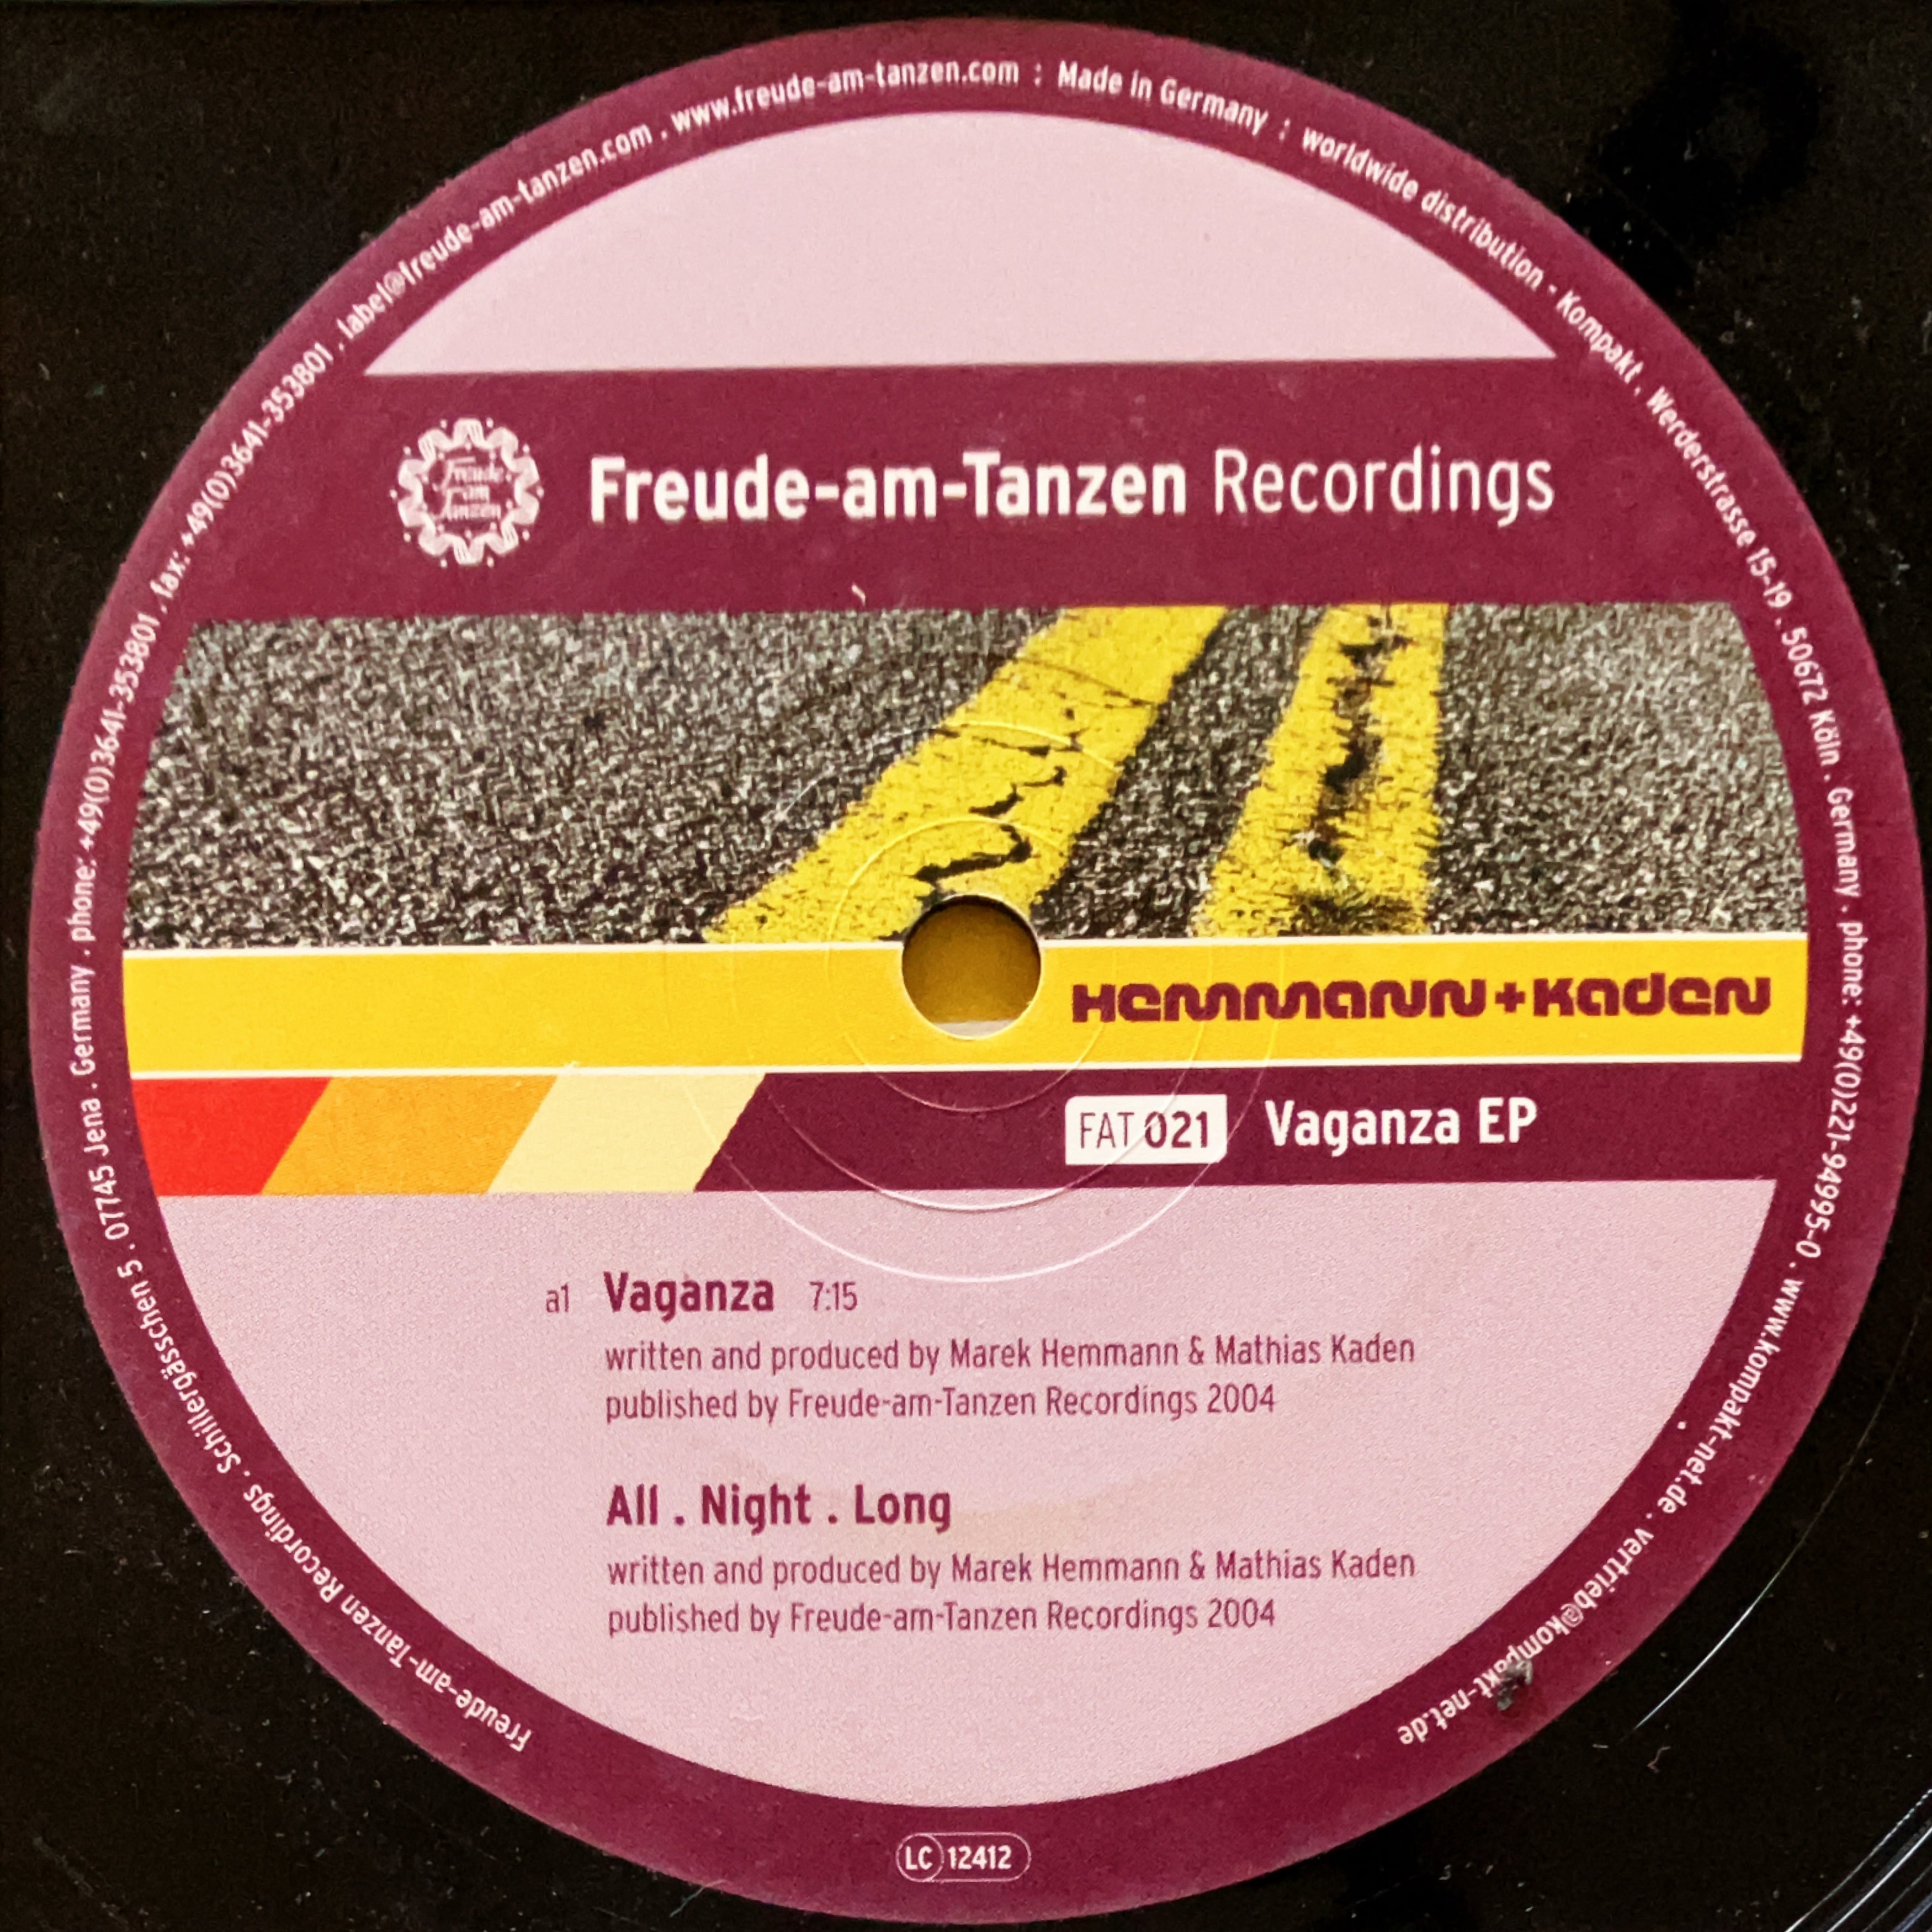 Freude-am-Tanzen Recordings . Schillergässchen 5 . 07745 Jena . Germany . phone: +49(0)3641-353801 . fax: +49(0)3641-353801 . label@freude-am-tanzen.com . www.freude-am-tanzen.com : Made in Germany : worldwide distribution - Kompakt . Werderstrasse 15-19 . 50672 Köln . Germany . phone: +49(0)221-94995-0 . www.kompakt-net.de . vertrieb@kompakt-net.de
Freude
am
Tanzen
Freude-am-Tanzen Recordings
Hemmann+Kaden
FAT 021 Vaganza EP
a1 Vaganza 7:15
written and produced by Marek Hemmann & Mathias Kaden
published by Freude-am-Tanzen Recordings 2004
All . Night . Long
written and produced by Marek Hemmann & Mathias Kaden
published by Freude-am-Tanzen Recordings 2004
LC 12412